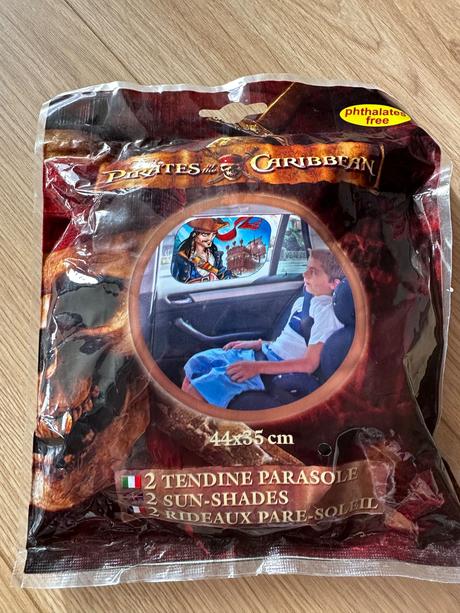 phthalates
free
PIRATES OF THE CARIBBEAN
44x35 cm
2 TENDINE PARASOLE
2 SUN-SHADES
2 RIDEAUX PARE-SOLEIL